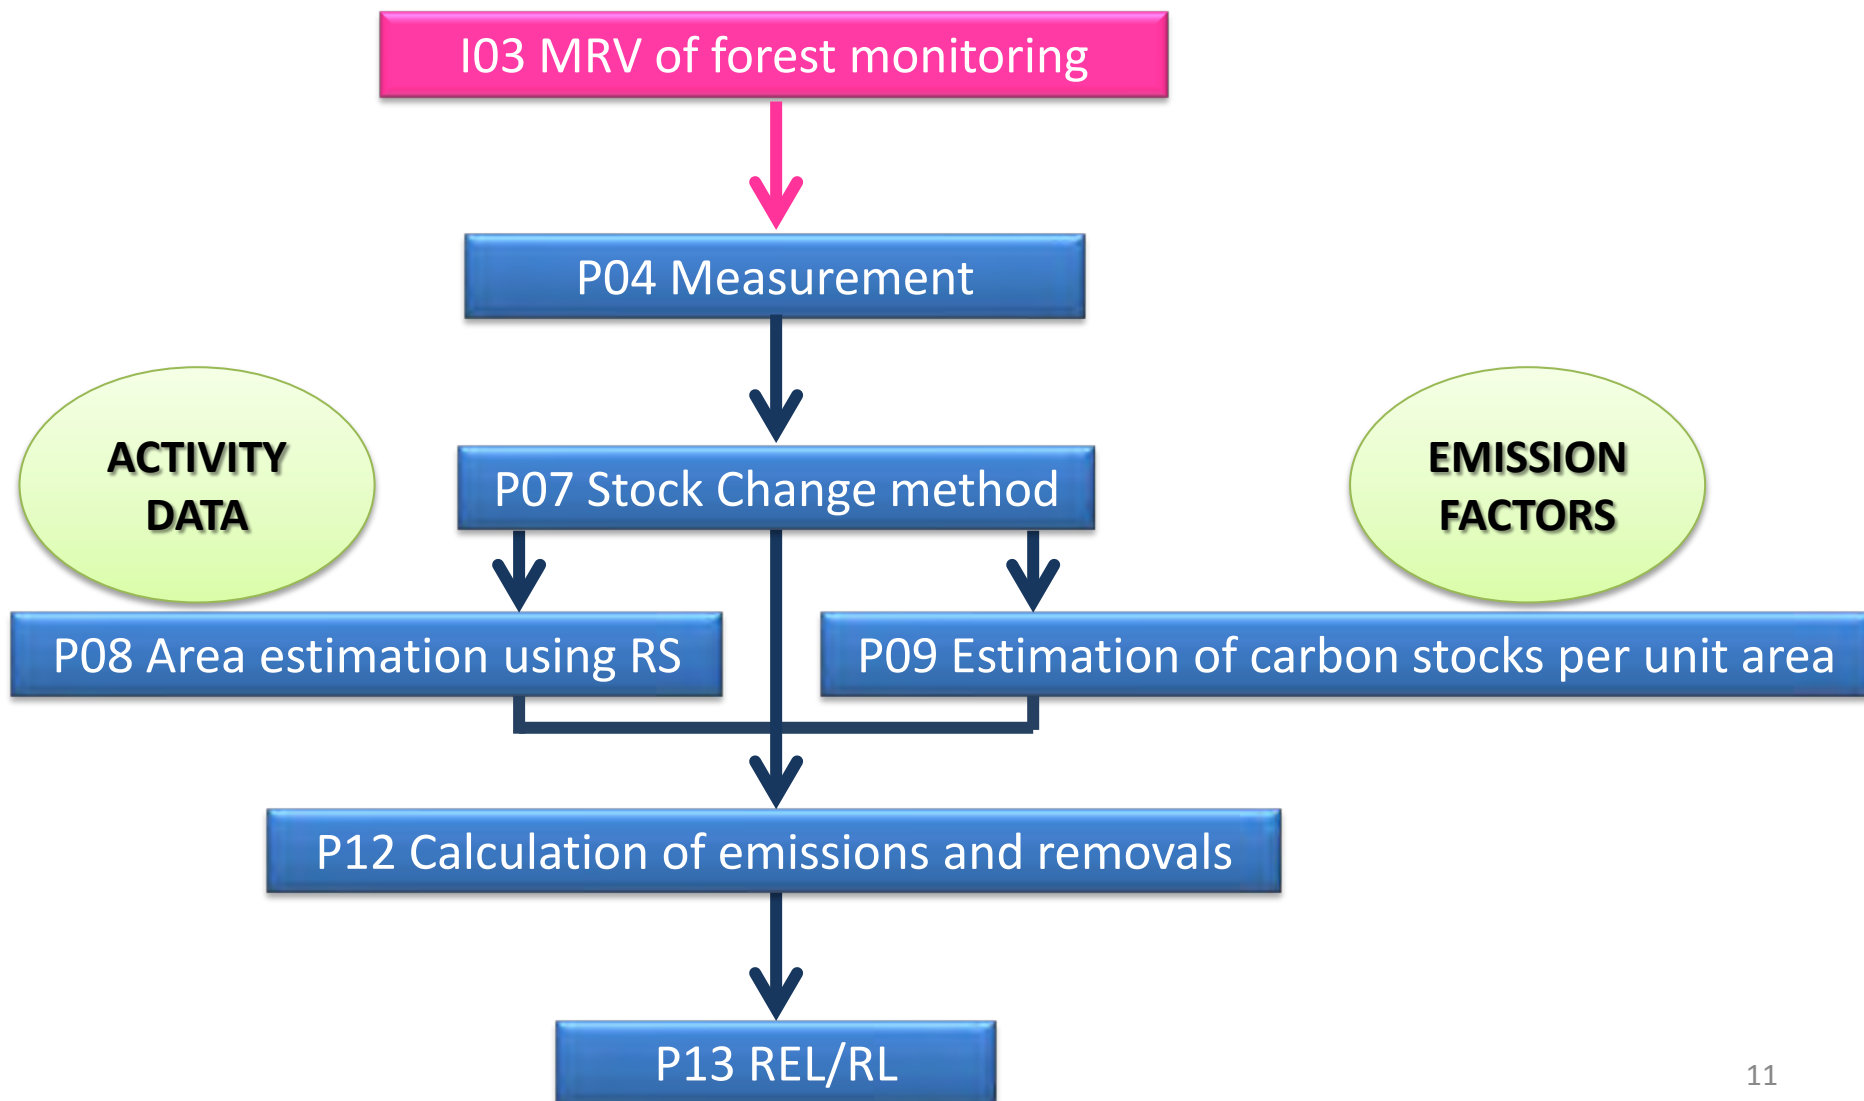 I03 MRV of forest monitoring
P04 Measurement
ACTIVITY
DATA
P07 Stock Change method
EMISSION
FACTORS
P08 Area estimation using RS
P09 Estimation of carbon stocks per unit area
P12 Calculation of emissions and removals
P13 REL/RL
11